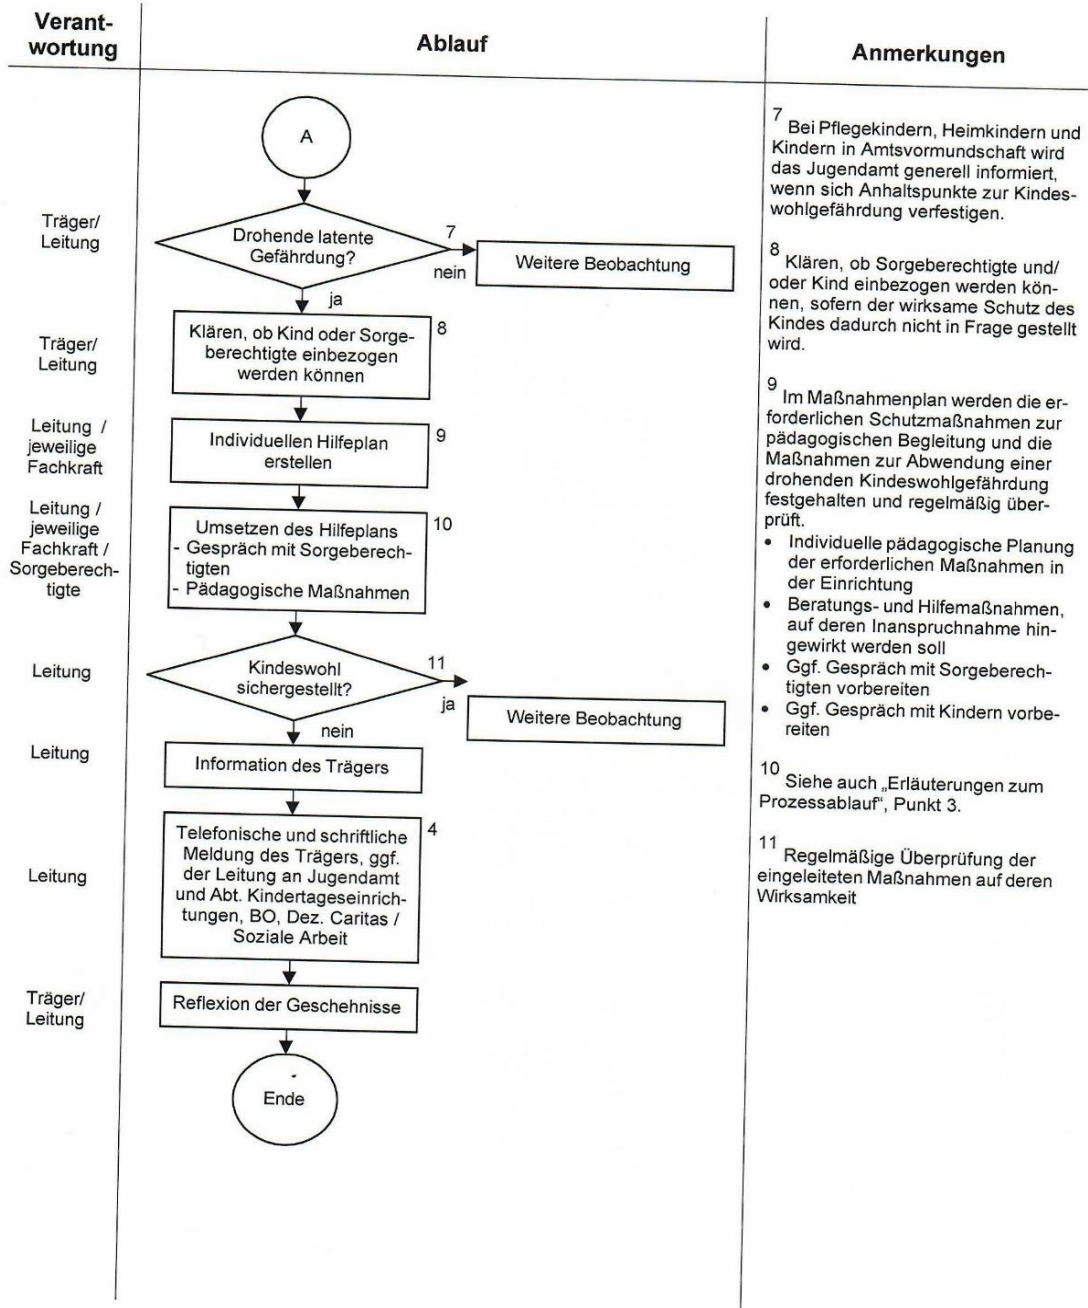 Verant-
wortung
Ablauf
Anmerkungen
A
Träger/
Leitung
Drohende latente
Gefährdung?
7
nein
Weitere Beobachtung
ja
Träger/
Leitung
Klären, ob Kind oder Sorge-
berechtigte einbezogen
werden können
8
Leitung /
jeweilige
Fachkraft
Individuellen Hilfeplan
erstellen
9
Leitung /
jeweilige
Fachkraft /
Sorgeberech-
tigte
Umsetzen des Hilfeplans
- Gespräch mit Sorgeberech-
tigten
- Pädagogische Maßnahmen
10
Leitung
Kindeswohl
sichergestellt?
11
ja
Weitere Beobachtung
nein
Leitung
Information des Trägers
Leitung
Telefonische und schriftliche
Meldung des Trägers, ggf.
der Leitung an Jugendamt
und Abt. Kindertageseinrich-
tungen, BO, Dez. Caritas /
Soziale Arbeit
4
Träger/
Leitung
Reflexion der Geschehnisse
Ende
7 Bei Pflegekindern, Heimkindern und
Kindern in Amtsvormundschaft wird
das Jugendamt generell informiert,
wenn sich Anhaltspunkte zur Kindes-
wohlgefährdung verfestigen.
8 Klären, ob Sorgeberechtigte und/
oder Kind einbezogen werden kön-
nen, sofern der wirksame Schutz des
Kindes dadurch nicht in Frage gestellt
wird.
9 Im Maßnahmenplan werden die er-
forderlichen Schutzmaßnahmen zur
pädagogischen Begleitung und die
Maßnahmen zur Abwendung einer
drohenden Kindeswohlgefährdung
festgehalten und regelmäßig über-
prüft.
• Individuelle pädagogische Planung
der erforderlichen Maßnahmen in
der Einrichtung
• Beratungs- und Hilfemaßnahmen,
auf deren Inanspruchnahme hin-
gewirkt werden soll
• Ggf. Gespräch mit Sorgeberech-
tigten vorbereiten
• Ggf. Gespräch mit Kindern vorbe-
reiten
10 Siehe auch „Erläuterungen zum
Prozessablauf“, Punkt 3.
11 Regelmäßige Überprüfung der
eingeleiteten Maßnahmen auf deren
Wirksamkeit